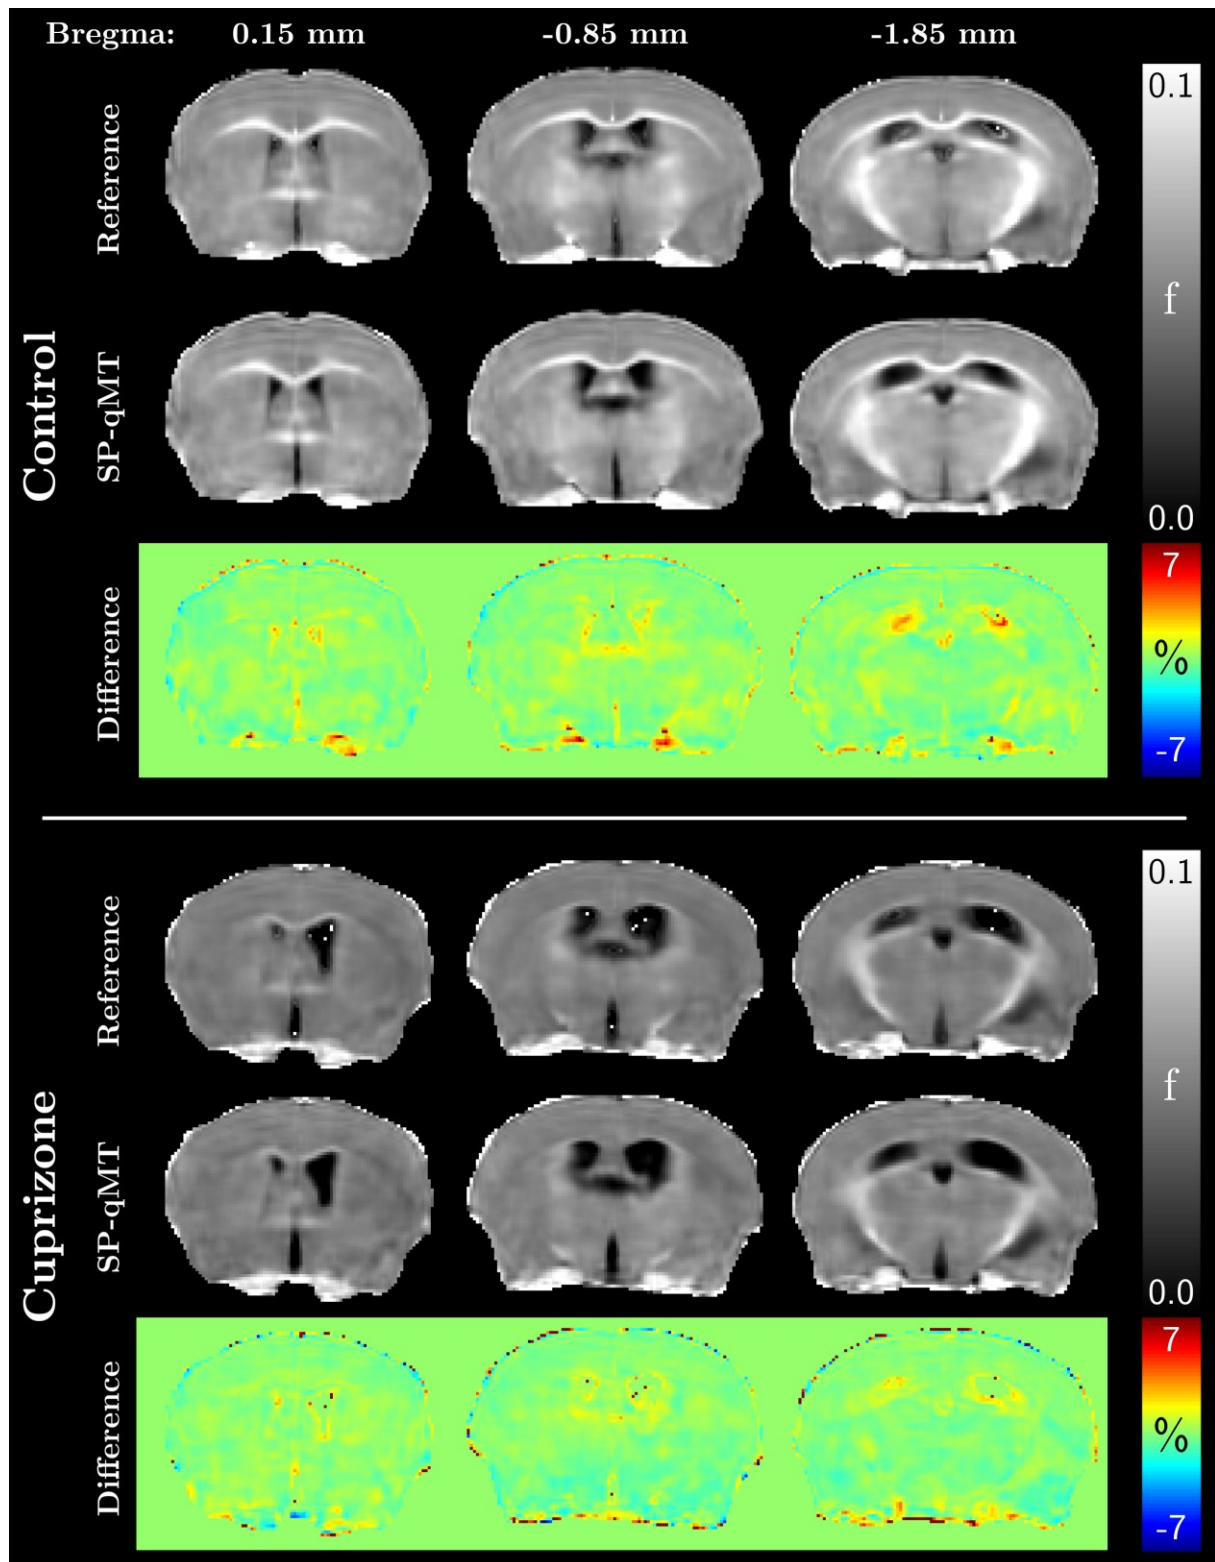 Bregma: 0.15 mm -0.85 mm -1.85 mm
Control
Reference
0.1
f
0.0
SP-qMT
Difference
7
%
-7
Cuprizone
Reference
0.1
f
0.0
SP-qMT
Difference
7
%
-7